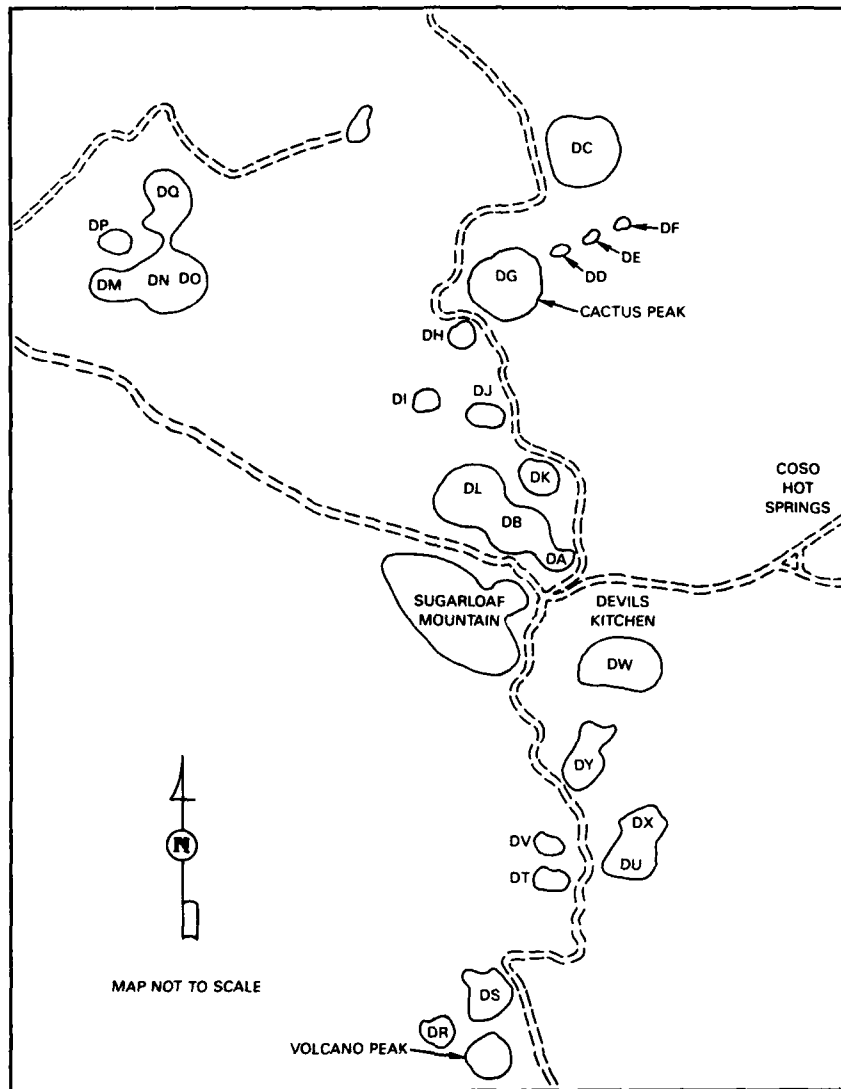 DC
DQ
DF
DP
DE
DD
DG
DM
DN
DO
CACTUS PEAK
DH
DI
DJ
DK
COSO
HOT
SPRINGS
DL
DB
DA
SUGARLOAF
MOUNTAIN
DEVILS
KITCHEN
DW
DY
DX
DV
N
DU
DT
MAP NOT TO SCALE
DS
DR
VOLCANO PEAK